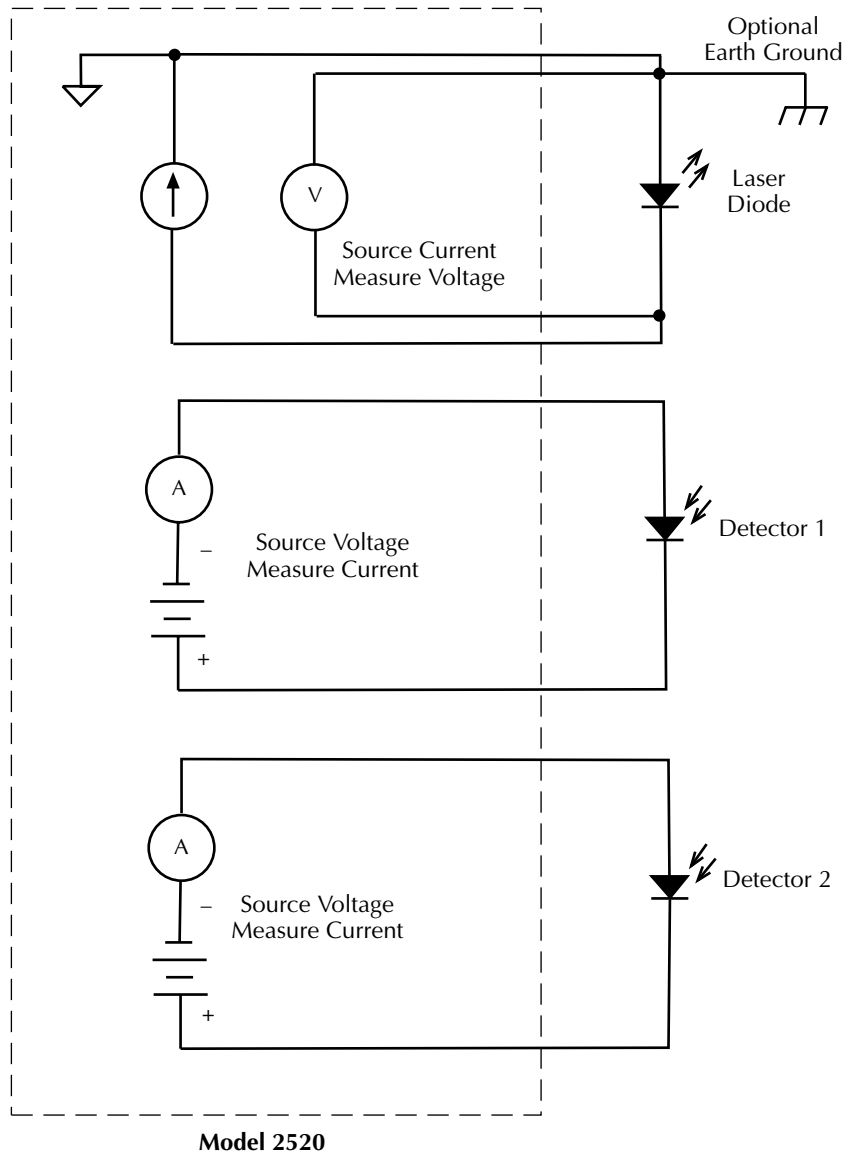 Optional
Earth Ground
V
Laser
Diode
Source Current
Measure Voltage
A
–
Source Voltage
Measure Current
+
Detector 1
A
–
Source Voltage
Measure Current
+
Detector 2
Model 2520